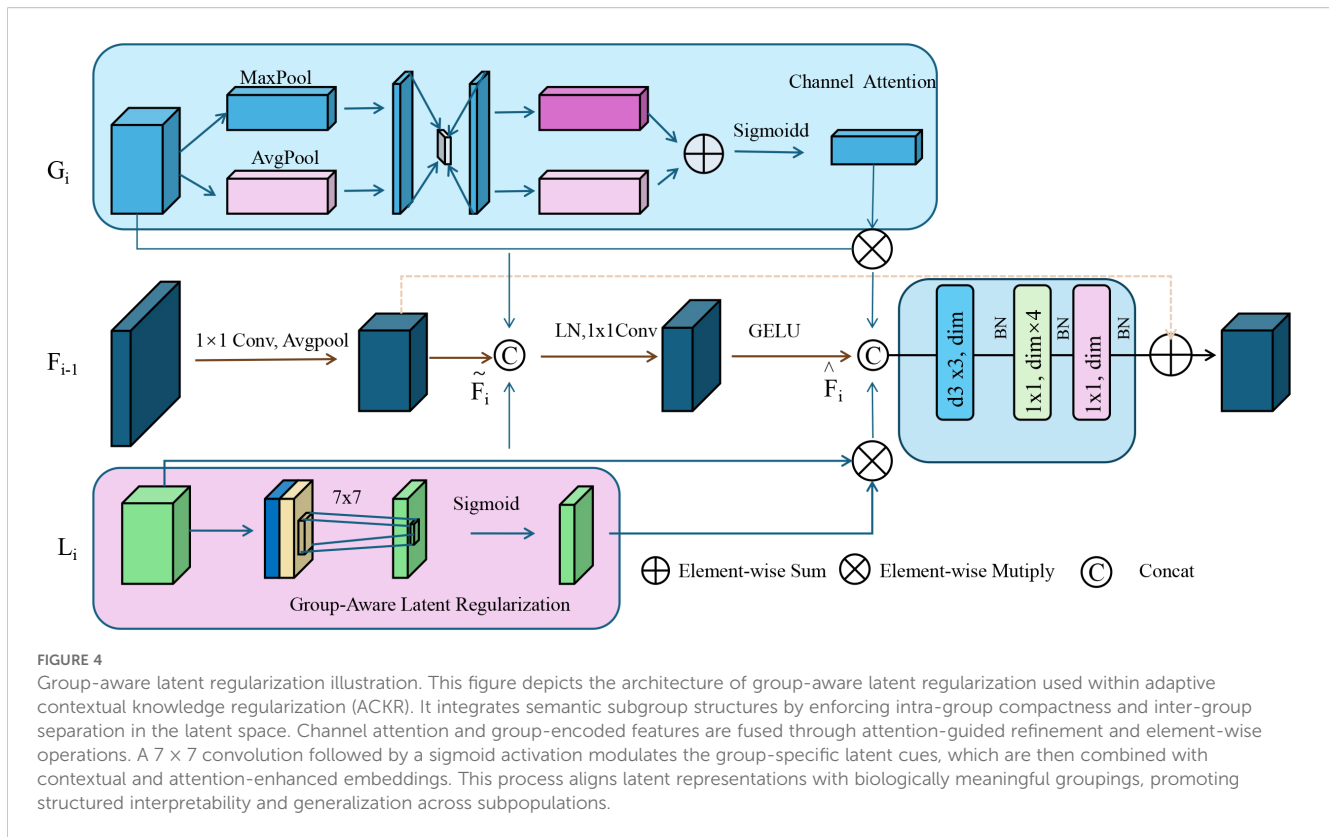 MaxPool
Channel Attention
Sigmoidd
AvgPool
G_i
LN,1x1Conv
GELU
1×1 Conv, Avgpool
F_i-1
C
C
F̃_i
F̂_i
d3 x3, dim
BN
1x1, dim×4
BN
1x1, dim
BN
7x7
Sigmoid
L_i
Element-wise Sum
Element-wise Mutiply
C
Concat
Group-Aware Latent Regularization
FIGURE 4
Group-aware latent regularization illustration. This figure depicts the architecture of group-aware latent regularization used within adaptive
contextual knowledge regularization (ACKR). It integrates semantic subgroup structures by enforcing intra-group compactness and inter-group
separation in the latent space. Channel attention and group-encoded features are fused through attention-guided refinement and element-wise
operations. A 7 × 7 convolution followed by a sigmoid activation modulates the group-specific latent cues, which are then combined with
contextual and attention-enhanced embeddings. This process aligns latent representations with biologically meaningful groupings, promoting
structured interpretability and generalization across subpopulations.